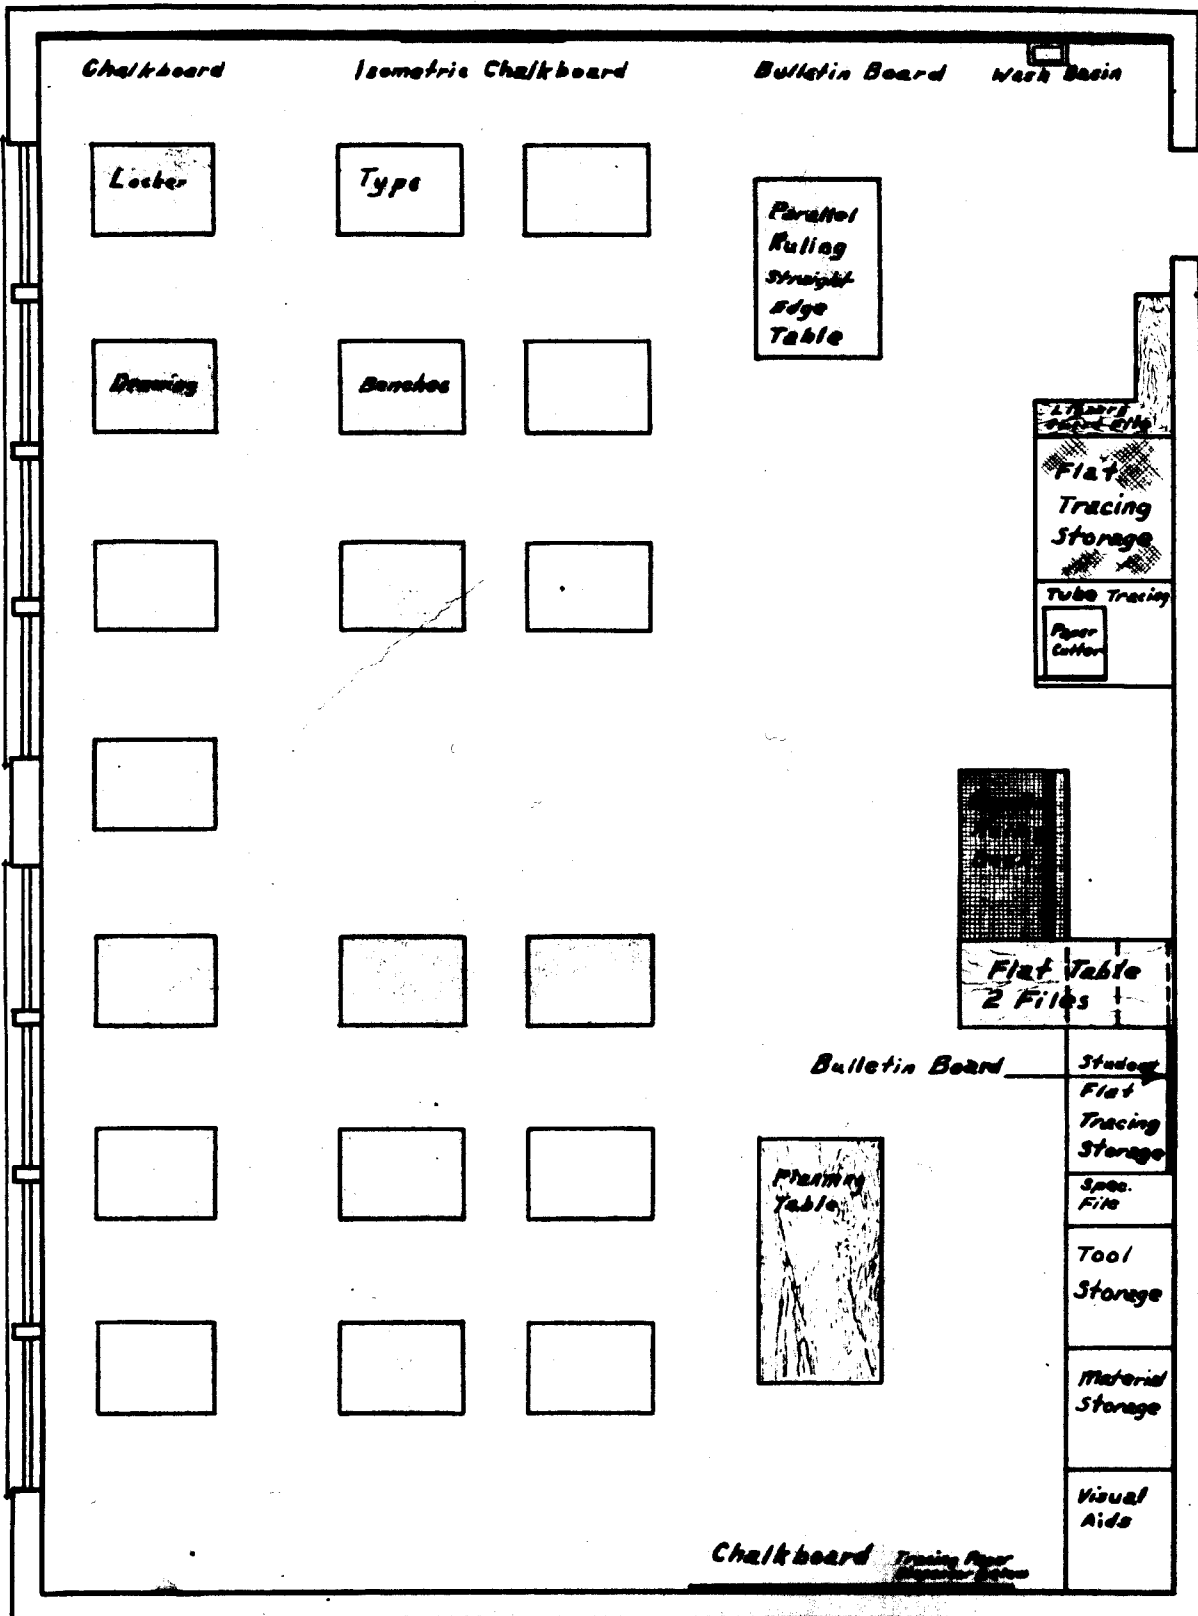 Chalkboard
Isometric Chalkboard
Bulletin Board
Wash Basin
Locker
Type
Parallel
Ruling
Straight
Edge
Table
Drawing
Benches
Flat
Tracing
Storage
Tube Tracing
Paper
Cutter
Flat Table
2 Files
Bulletin Board
Student
Flat
Tracing
Storage
Spec.
File
Planning
Table
Tool
Storage
Material
Storage
Visual
Aids
Chalkboard
Tracing Paper